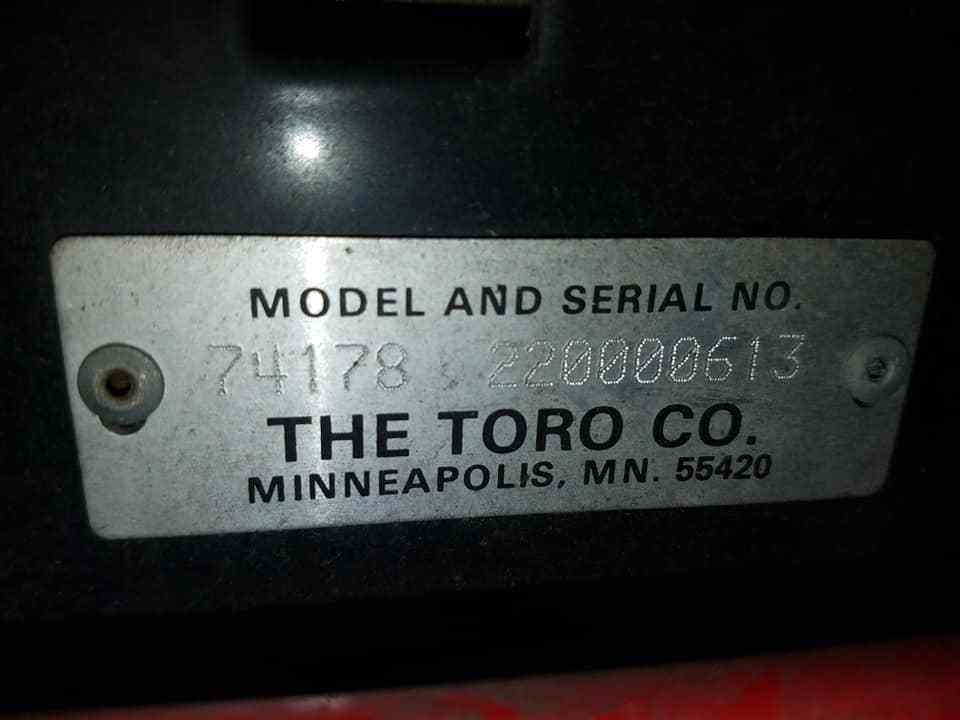 MODEL AND SERIAL NO.
74178 220000613
THE TORO CO.
MINNEAPOLIS, MN. 55420